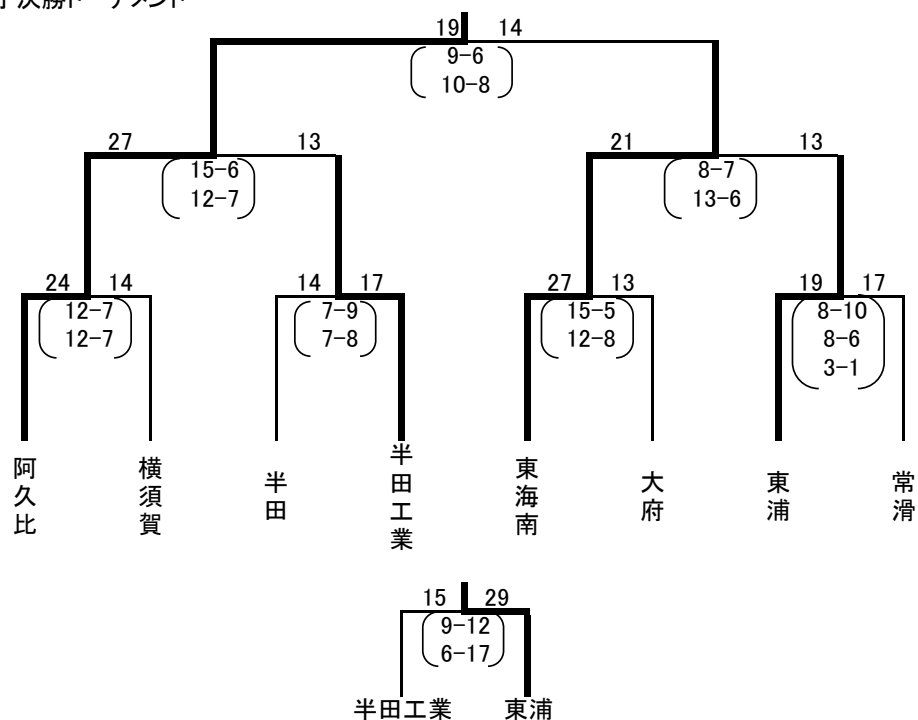 決勝トーナメント
19 14
9-6
10-8
27 13
15-6
12-7
21 13
8-7
13-6
24 14
12-7
12-7
14 17
7-9
7-8
27 13
15-5
12-8
19 17
8-10
8-6
3-1
阿久比
横須賀
半田
半田工業
東海南
大府
東浦
常滑
15 29
9-12
6-17
半田工業 東浦